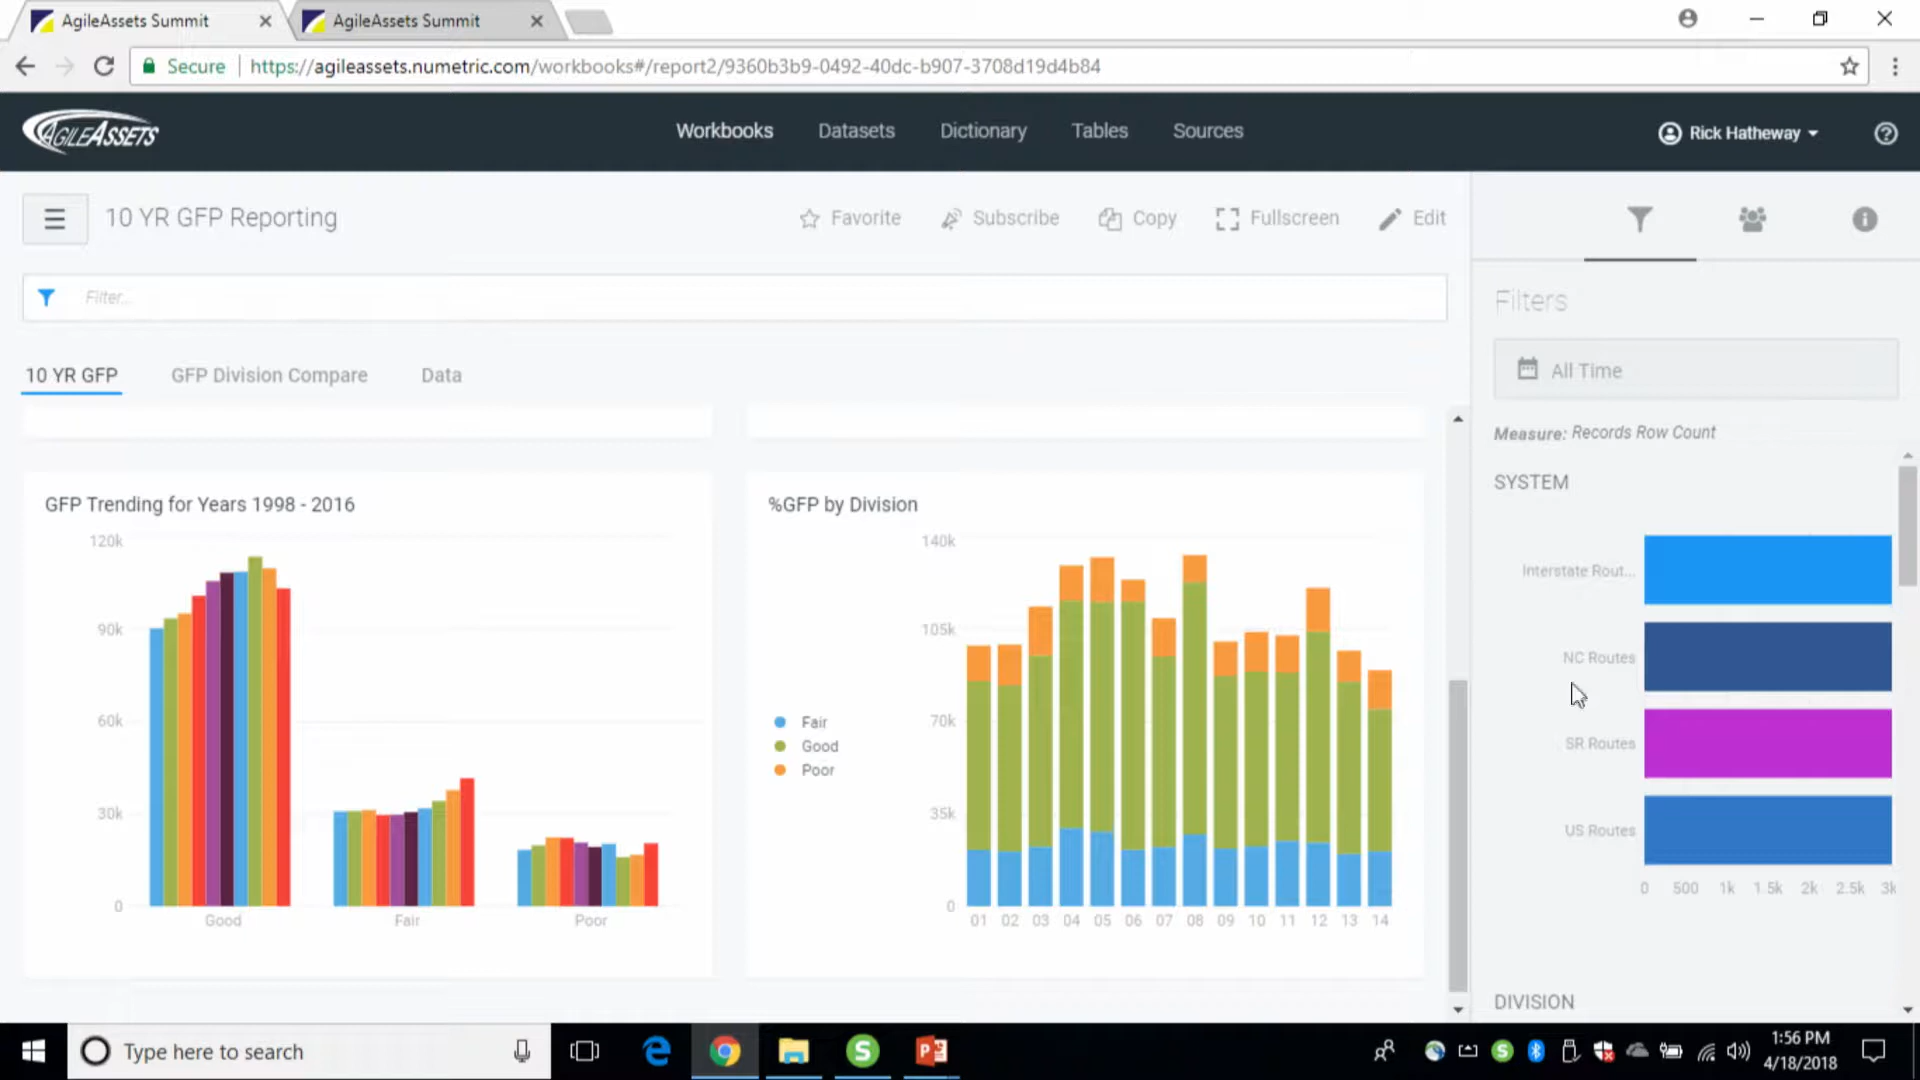 AgileAssets Summit
AgileAssets Summit
Secure
https://agileassets.numetric.com/workbooks#/report2/9360b3b9-0492-40dc-b907-3708d19d4b84
AGILEASSETS
Workbooks
Datasets
Dictionary
Tables
Sources
Rick Hatheway
10 YR GFP Reporting
Favorite
Subscribe
Copy
Fullscreen
Edit
Filter...
Filters
10 YR GFP
GFP Division Compare
Data
All Time
Measure: Records Row Count
SYSTEM
GFP Trending for Years 1998 - 2016
120k
90k
60k
30k
0
Good
Fair
Poor
%GFP by Division
140k
105k
70k
35k
0
Fair
Good
Poor
01 02 03 04 05 06 07 08 09 10 11 12 13 14
Interstate Rout...
NC Routes
SR Routes
US Routes
0 500 1k 1.5k 2k 2.5k 3k
DIVISION
Type here to search
1:56 PM
4/18/2018